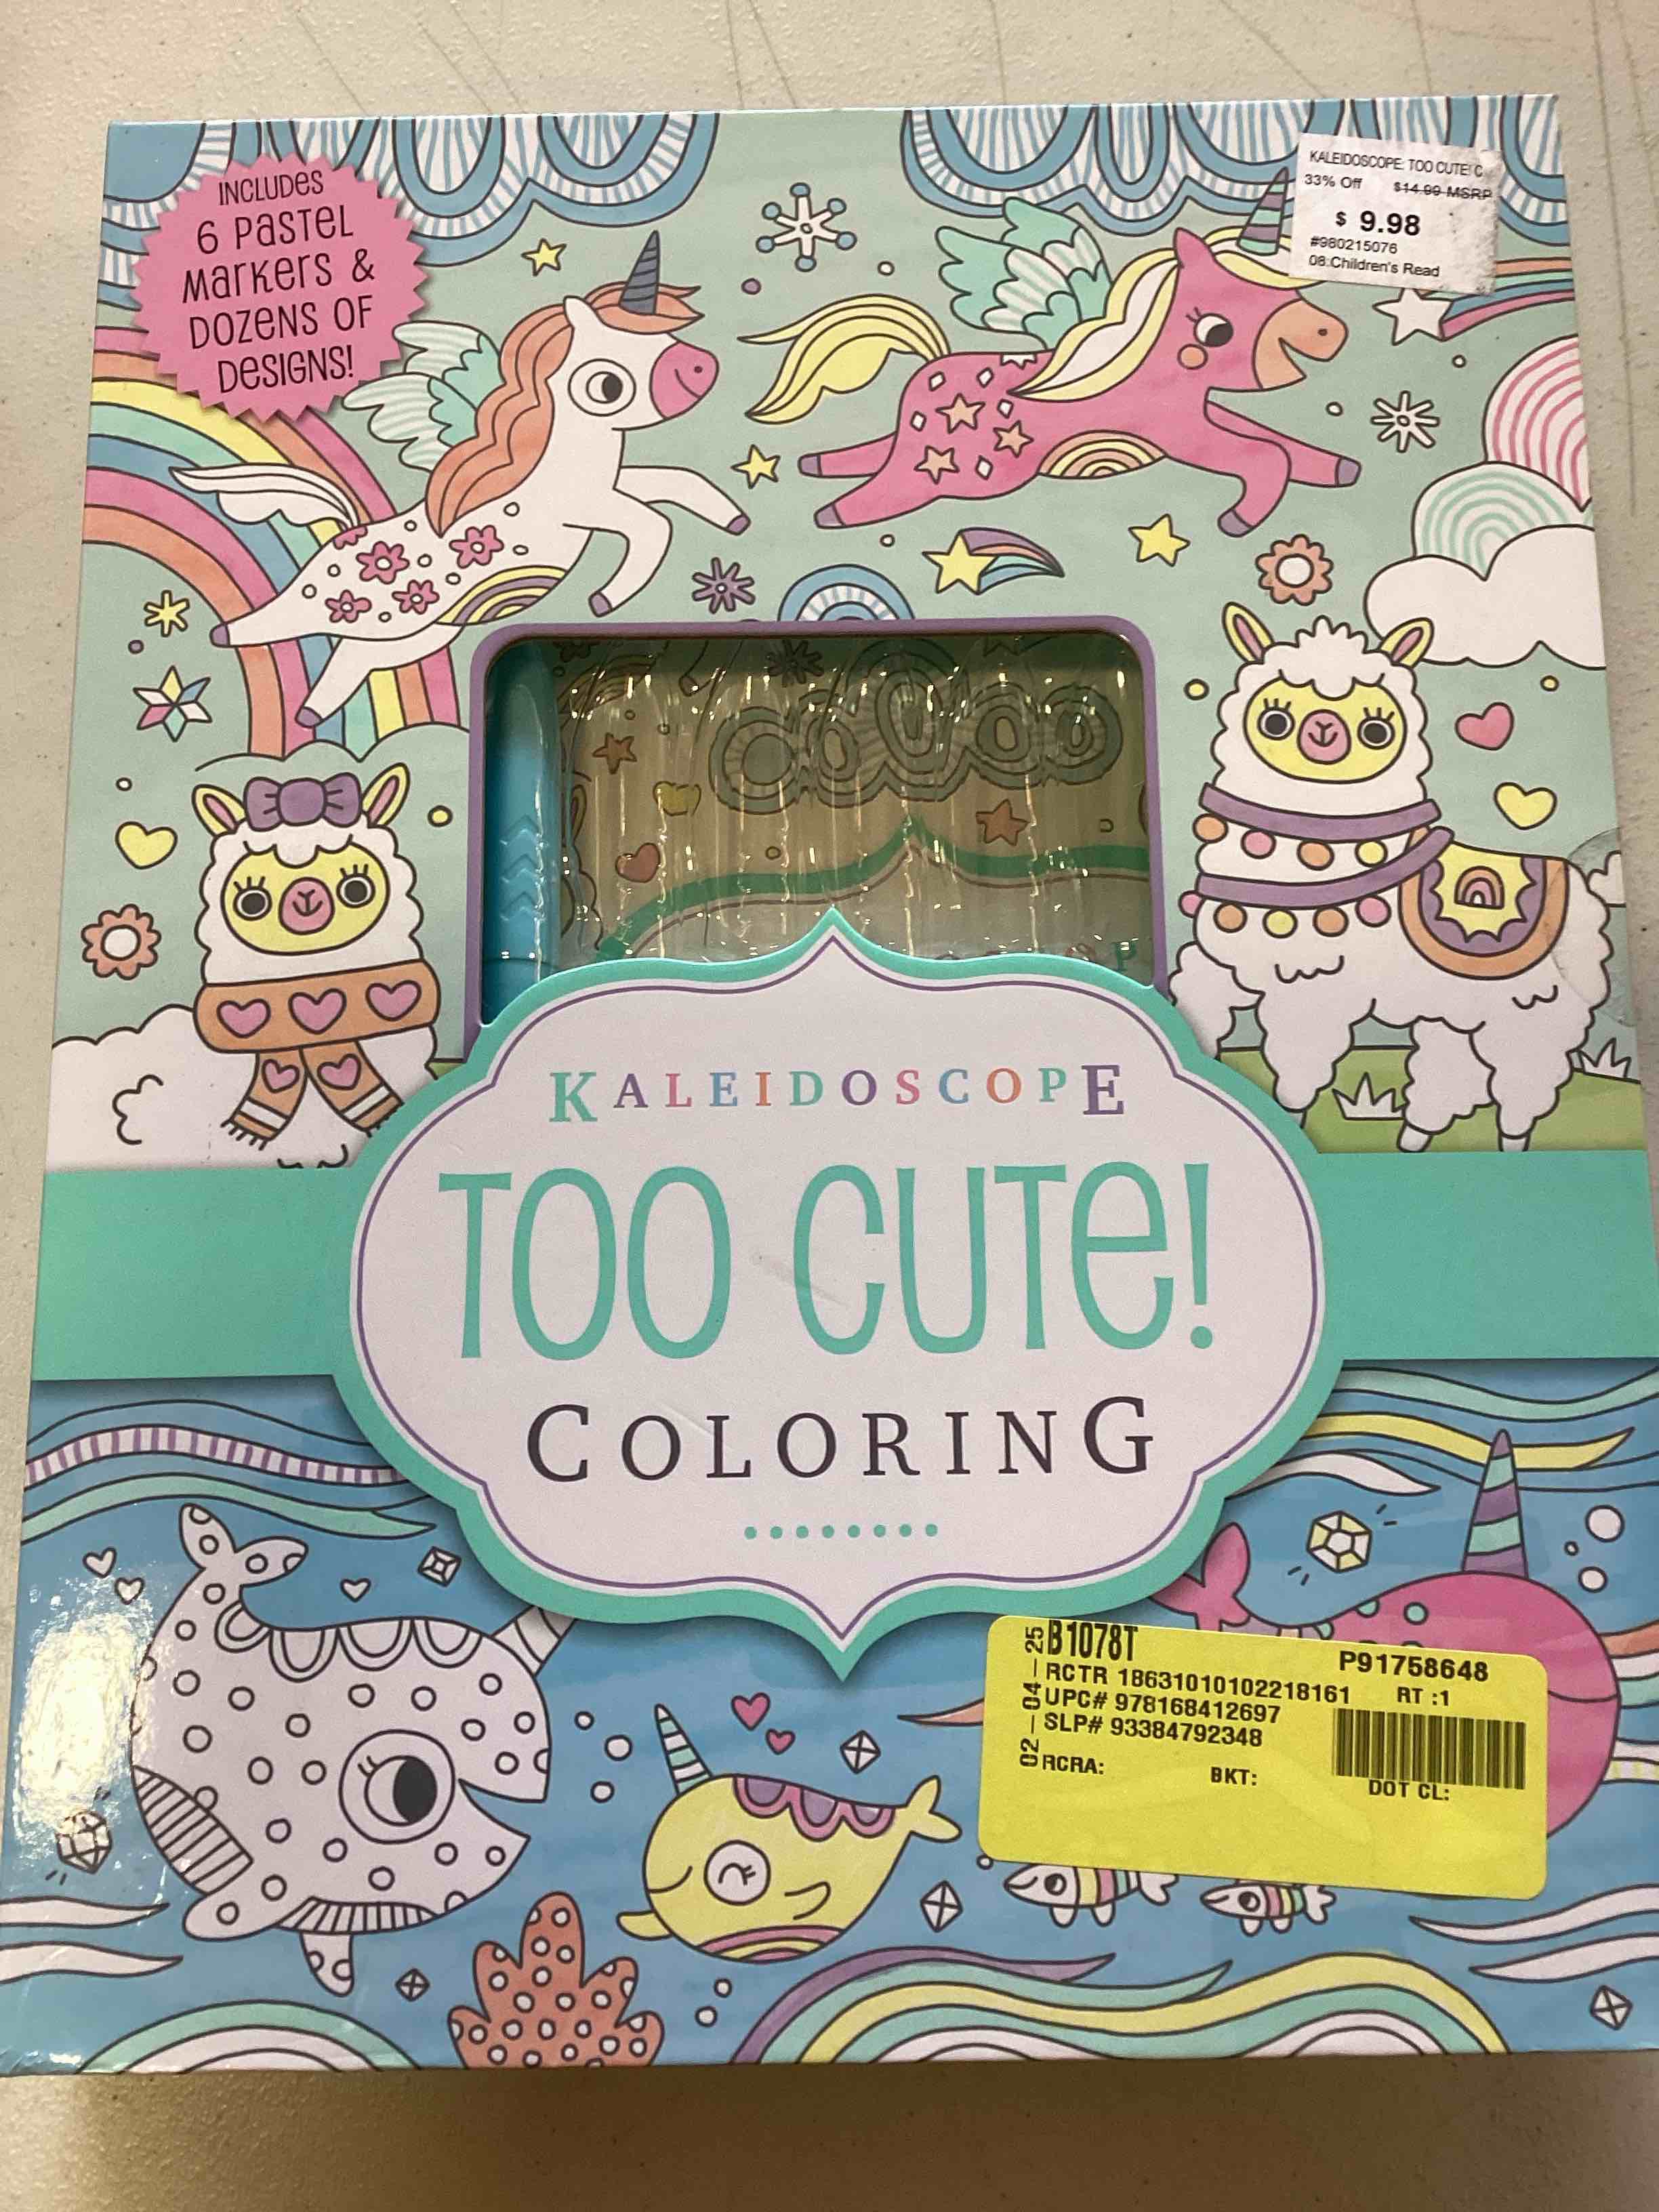 INCLUDES
6 PASTEL
MARKERS &
DOZENS OF
DESIGNS!
KALEIDOSCOPE: TOO CUTE! C
33% Off $14.99 MSRP
$ 9.98
#980215076
08:Children's Read
P
KALEIDOSCOPE
TOO CUTE!
COLORING
02-04-25
B1078T P91758648
RCTR 18631010102218161 RT :1
UPC# 978168412697
SLP# 93384792348
RCRA: BKT: DOT CL: